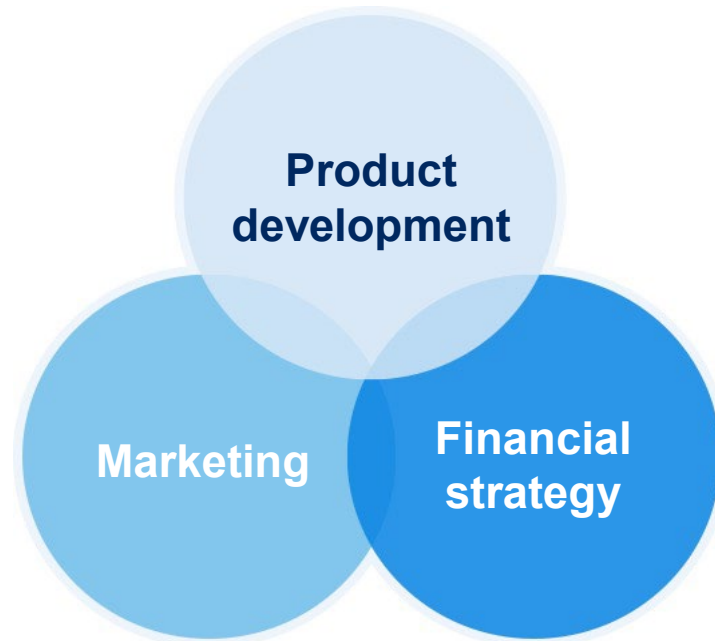 Product
development
Marketing
Financial
strategy